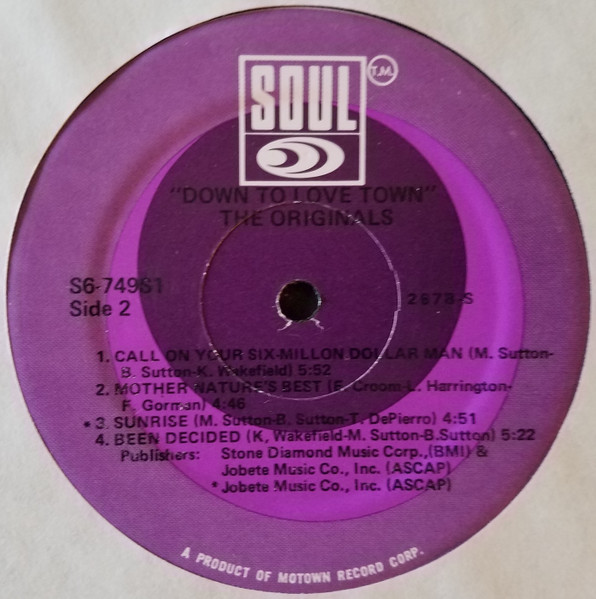 SOUL T.M.
"DOWN TO LOVE TOWN"
THE ORIGINALS
S6-749S1
Side 2
2878-S
1. CALL ON YOUR SIX-MILLON DOLLAR MAN (M. Sutton-
B. Sutton-K. Wakefield) 5:52
2. MOTHER NATURE'S BEST (E. Croom-L. Harrington-
F. Gorman) 4:46
*3. SUNRISE (M. Sutton-B. Sutton-T. DePierro) 4:51
4. BEEN DECIDED (K, Wakefield-M. Sutton-B.Sutton) 5:22
Publishers: Stone Diamond Music Corp.,(BMI) &
Jobete Music Co., Inc. (ASCAP)
*Jobete Music Co., Inc. (ASCAP)
A PRODUCT OF MOTOWN RECORD CORP.